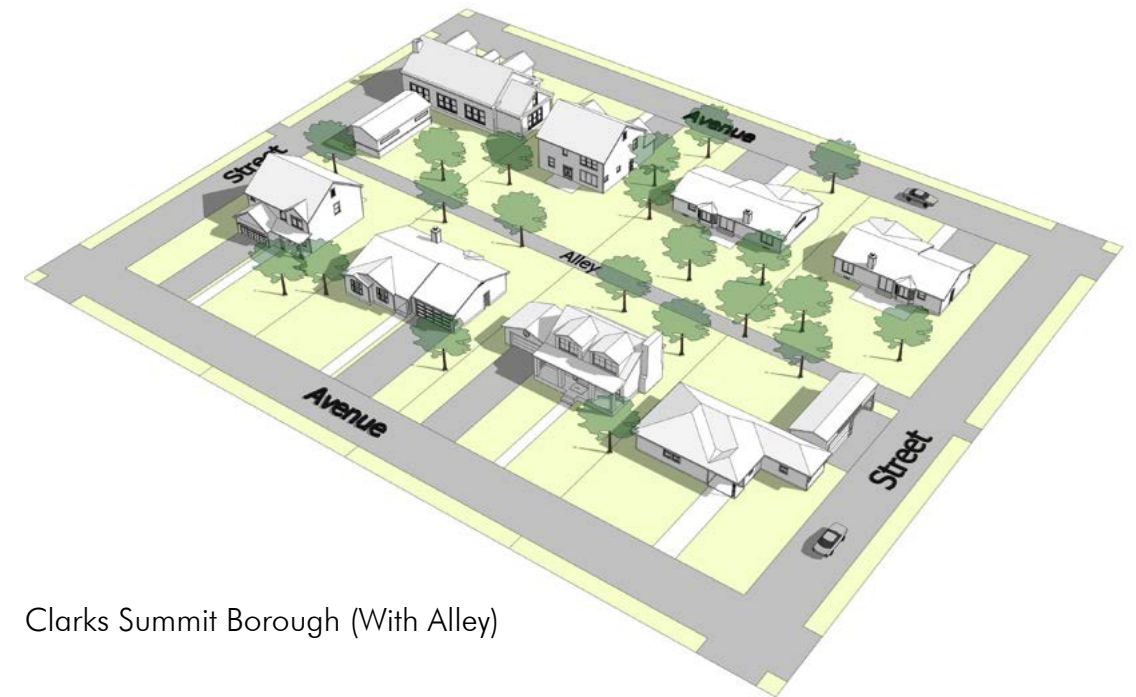 Avenue
Street
Alley
Avenue
Street
Clarks Summit Borough (With Alley)